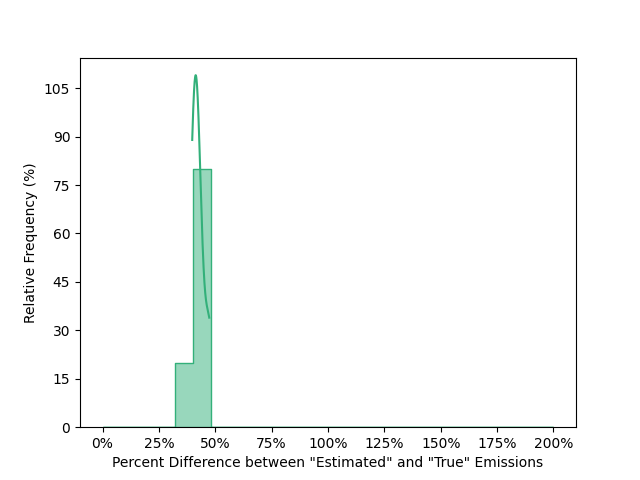 105
90
75
60
45
30
15
0
Relative Frequency (%)
0% 25% 50% 75% 100% 125% 150% 175% 200%
Percent Difference between "Estimated" and "True" Emissions